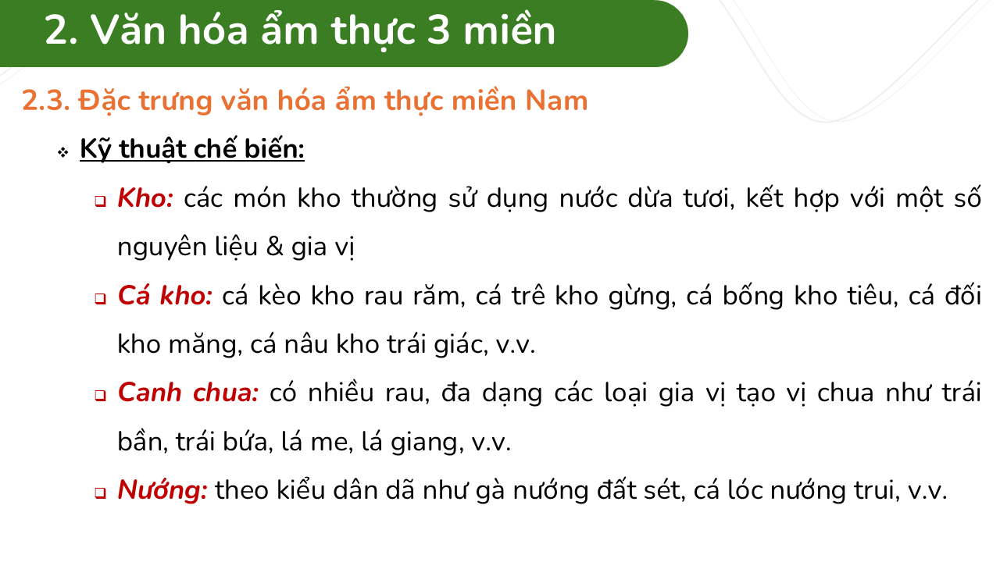 2. Văn hóa ẩm thực 3 miền
2.3. Đặc trưng văn hóa ẩm thực miền Nam
❖ Kỹ thuật chế biến:
❑ Kho: các món kho thường sử dụng nước dừa tươi, kết hợp với một số
nguyên liệu & gia vị
❑ Cá kho: cá kèo kho rau răm, cá trê kho gừng, cá bống kho tiêu, cá đối
kho măng, cá nâu kho trái giác, v.v.
❑ Canh chua: có nhiều rau, đa dạng các loại gia vị tạo vị chua như trái
bần, trái bứa, lá me, lá giang, v.v.
❑ Nướng: theo kiểu dân dã như gà nướng đất sét, cá lóc nướng trui, v.v.